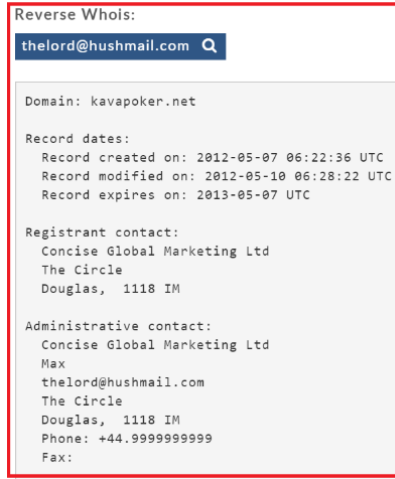 Reverse Whois:
thelord@hushmail.com
Domain: kavapoker.net
Record dates:
Record created on: 2012-05-07 06:22:36 UTC
Record modified on: 2012-05-10 06:28:22 UTC
Record expires on: 2013-05-07 UTC
Registrant contact:
Concise Global Marketing Ltd
The Circle
Douglas, 1118 IM
Administrative contact:
Concise Global Marketing Ltd
Max
thelord@hushmail.com
The Circle
Douglas, 1118 IM
Phone: +44.9999999999
Fax: